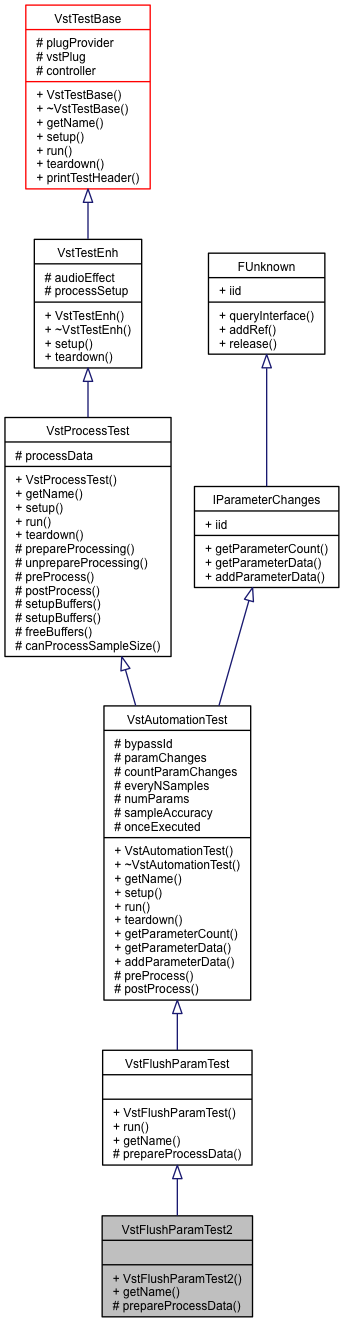 VstTestBase
# plugProvider
# vstPlug
# controller
+ VstTestBase()
+ ~VstTestBase()
+ getName()
+ setup()
+ run()
+ teardown()
+ printTestHeader()
VstTestEnh
# audioEffect
# processSetup
+ VstTestEnh()
+ ~VstTestEnh()
+ setup()
+ teardown()
FUnknown
+ iid
+ queryInterface()
+ addRef()
+ release()
VstProcessTest
# processData
+ VstProcessTest()
+ getName()
+ setup()
+ run()
+ teardown()
# prepareProcessing()
# unprepareProcessing()
# preProcess()
# postProcess()
# setupBuffers()
# setupBuffers()
# freeBuffers()
# canProcessSampleSize()
IParameterChanges
+ iid
+ getParameterCount()
+ getParameterData()
+ addParameterData()
VstAutomationTest
# bypassId
# paramChanges
# countParamChanges
# everyNSamples
# numParams
# sampleAccuracy
# onceExecuted
+ VstAutomationTest()
+ ~VstAutomationTest()
+ getName()
+ setup()
+ run()
+ teardown()
+ getParameterCount()
+ getParameterData()
+ addParameterData()
# preProcess()
# postProcess()
VstFlushParamTest
+ VstFlushParamTest()
+ run()
+ getName()
# prepareProcessData()
VstFlushParamTest2
+ VstFlushParamTest2()
+ getName()
# prepareProcessData()